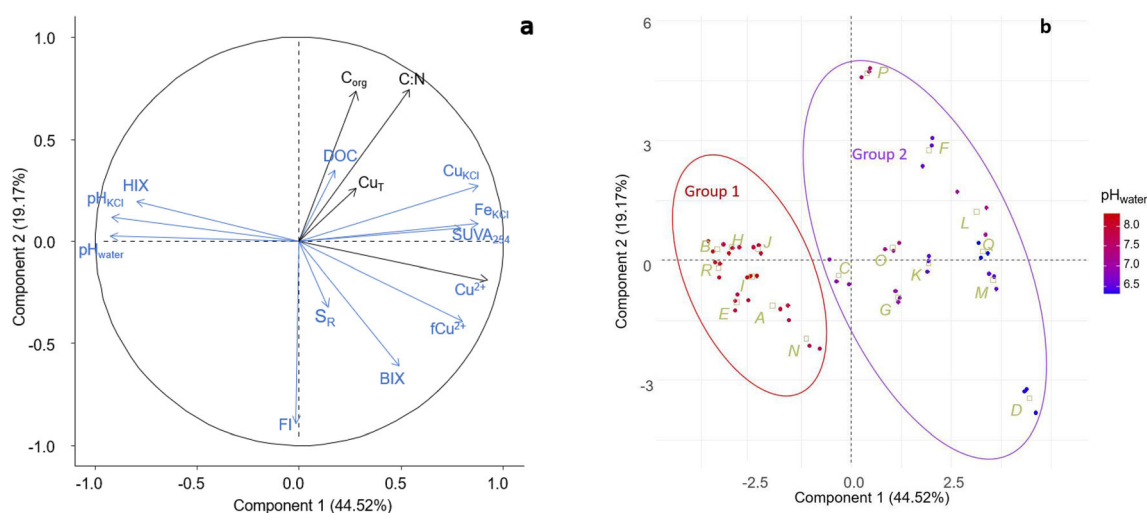 a
1.0
0.5
0.0
-0.5
-1.0
Component 2 (19.17%)
C:N
Corg
DOC
CuT
CuKCl
FeKCl
SUVA254
HIX
pHKCl
pHwater
Cu2+
fCu2+
SR
BIX
FI
-1.0 -0.5 0.0 0.5 1.0
Component 1 (44.52%)
b
6
3
0
-3
Component 2 (19.17%)
P
Group 2
F
Group 1
L
B H J
Q
R
C O
K
I
M
E A
G
N
D
-2.5 0.0 2.5
Component 1 (44.52%)
pHwater
8.0
7.5
7.0
6.5